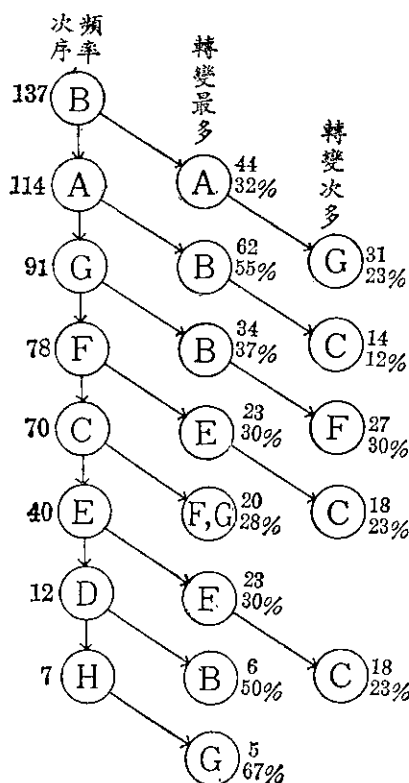 頻率
次序
轉變最多
轉變次多
137 B
A 44
32%
G 31
23%
114 A
B 62
55%
C 14
12%
91 G
B 34
37%
F 27
30%
78 F
E 23
30%
C 18
23%
70 C
F,G 20
28%
40 E
E 23
30%
C 18
23%
12 D
B 6
50%
7 H
G 5
67%